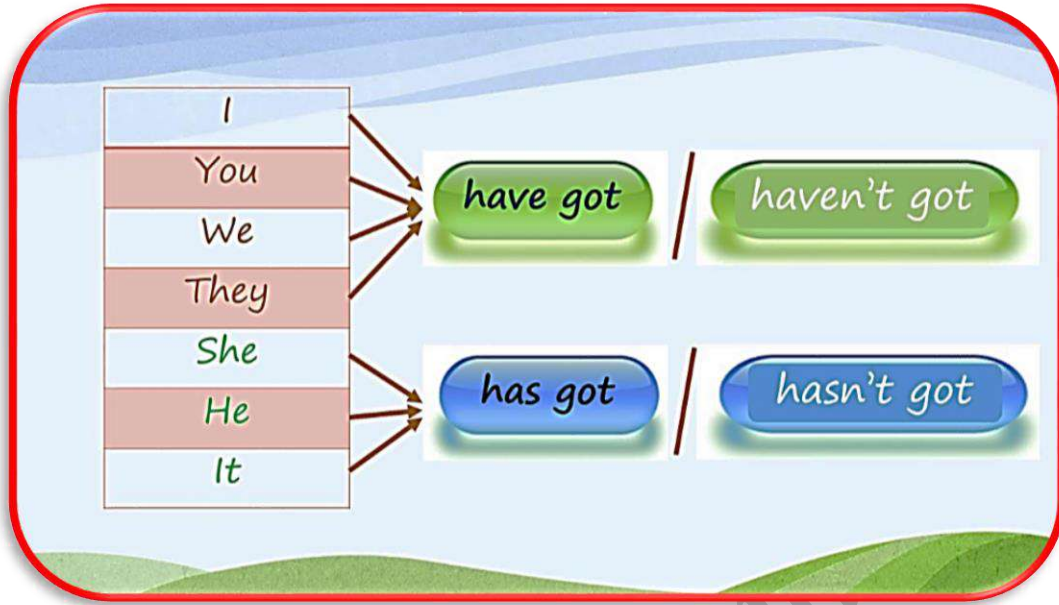 I
You
We
They
She
He
It
have got / haven't got
has got / hasn't got